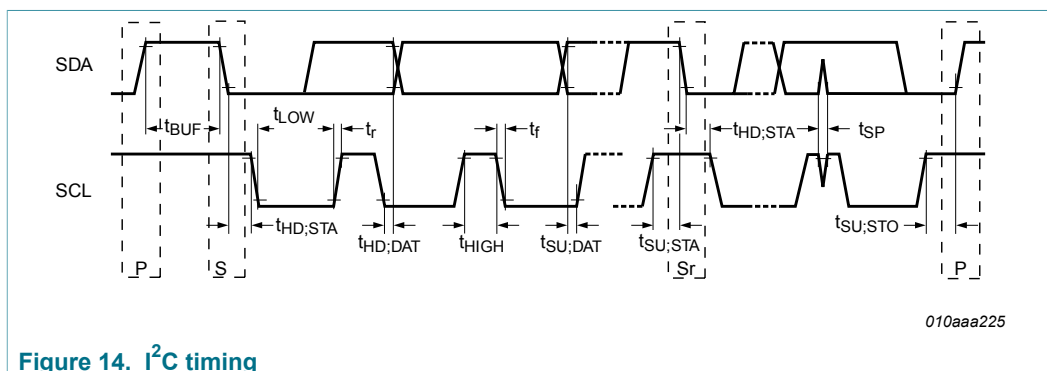 SDA
tBUF
tLOW
tr
tf
tHD;STA
tSP
SCL
tHD;STA
tHD;DAT
tHIGH
tSU;DAT
tSU;STA
tSU;STO
P
S
Sr
P
010aaa225
Figure 14. I²C timing